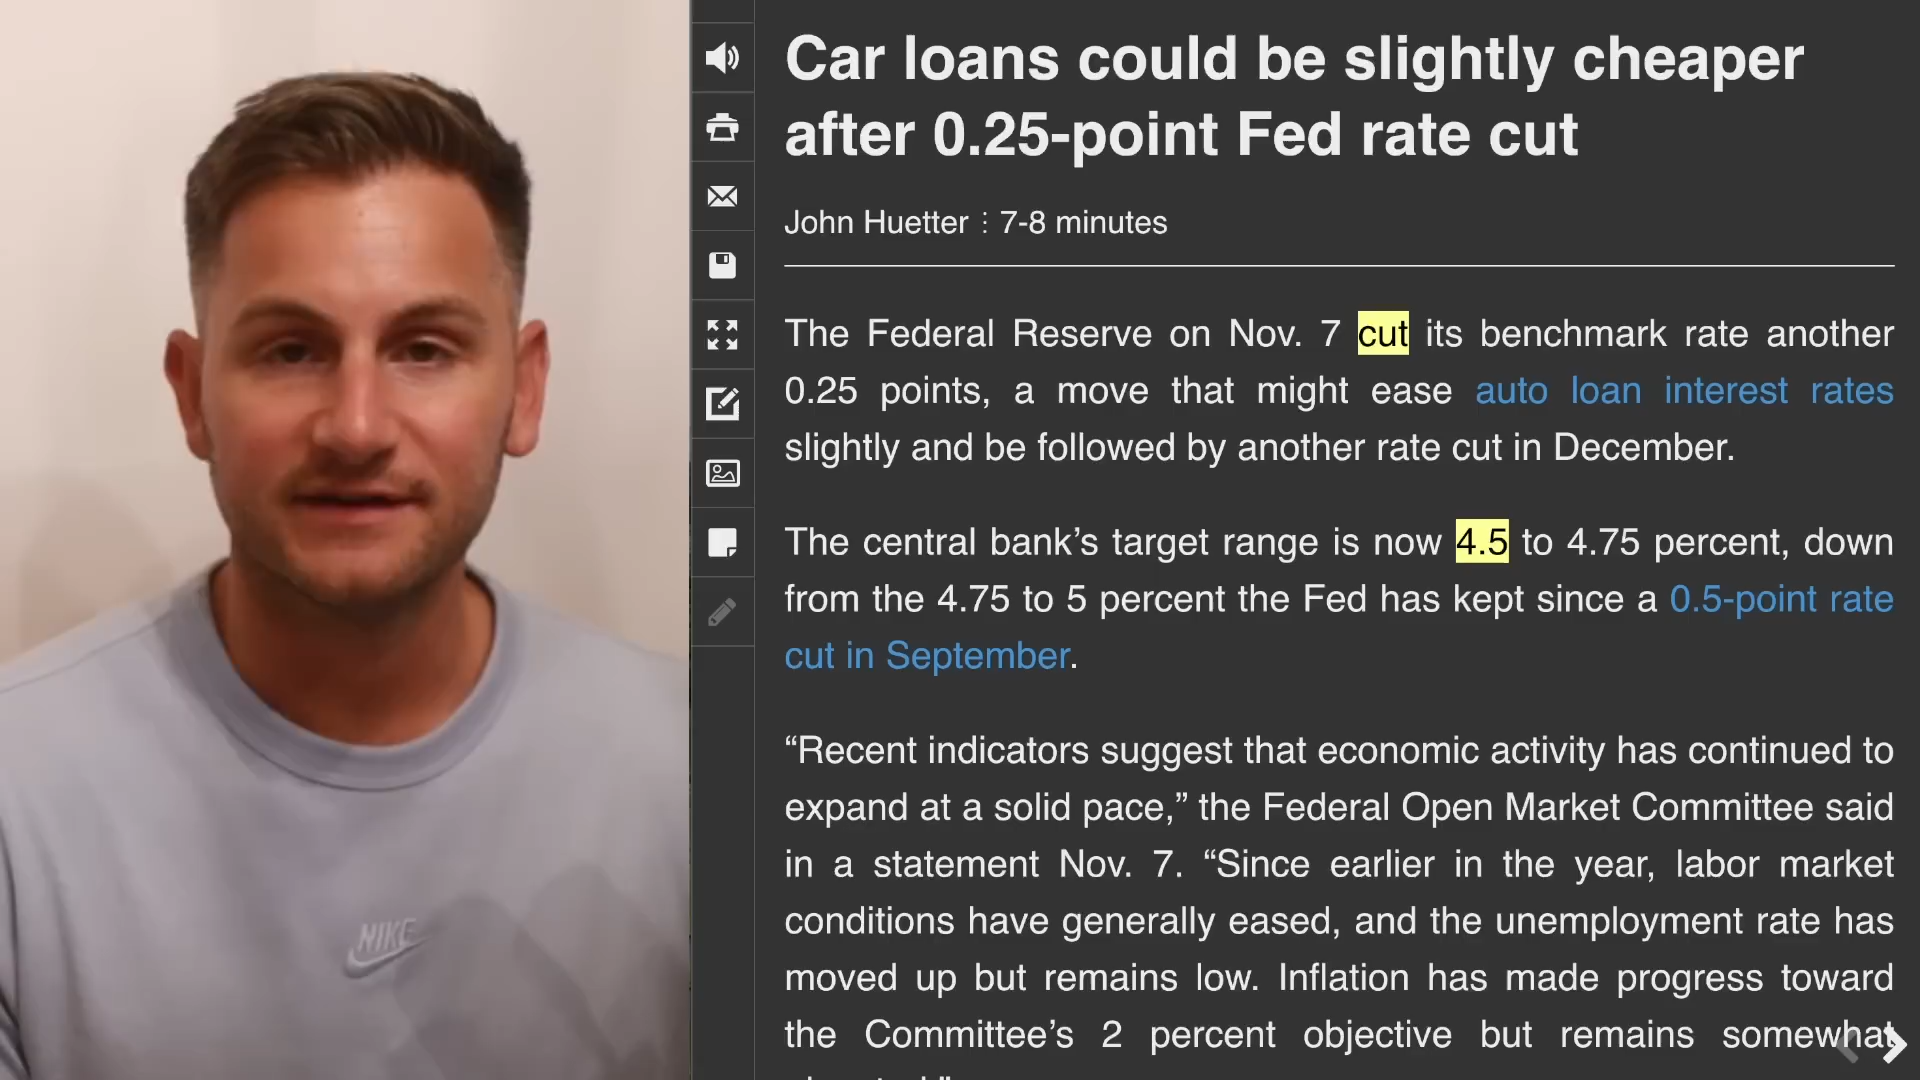 Car loans could be slightly cheaper
after 0.25-point Fed rate cut
John Huetter ⋮ 7-8 minutes
The Federal Reserve on Nov. 7 cut its benchmark rate another
0.25 points, a move that might ease auto loan interest rates
slightly and be followed by another rate cut in December.
The central bank’s target range is now 4.5 to 4.75 percent, down
from the 4.75 to 5 percent the Fed has kept since a 0.5-point rate
cut in September.
“Recent indicators suggest that economic activity has continued to
expand at a solid pace,” the Federal Open Market Committee said
in a statement Nov. 7. “Since earlier in the year, labor market
conditions have generally eased, and the unemployment rate has
moved up but remains low. Inflation has made progress toward
the Committee’s 2 percent objective but remains somewhat
NIKE